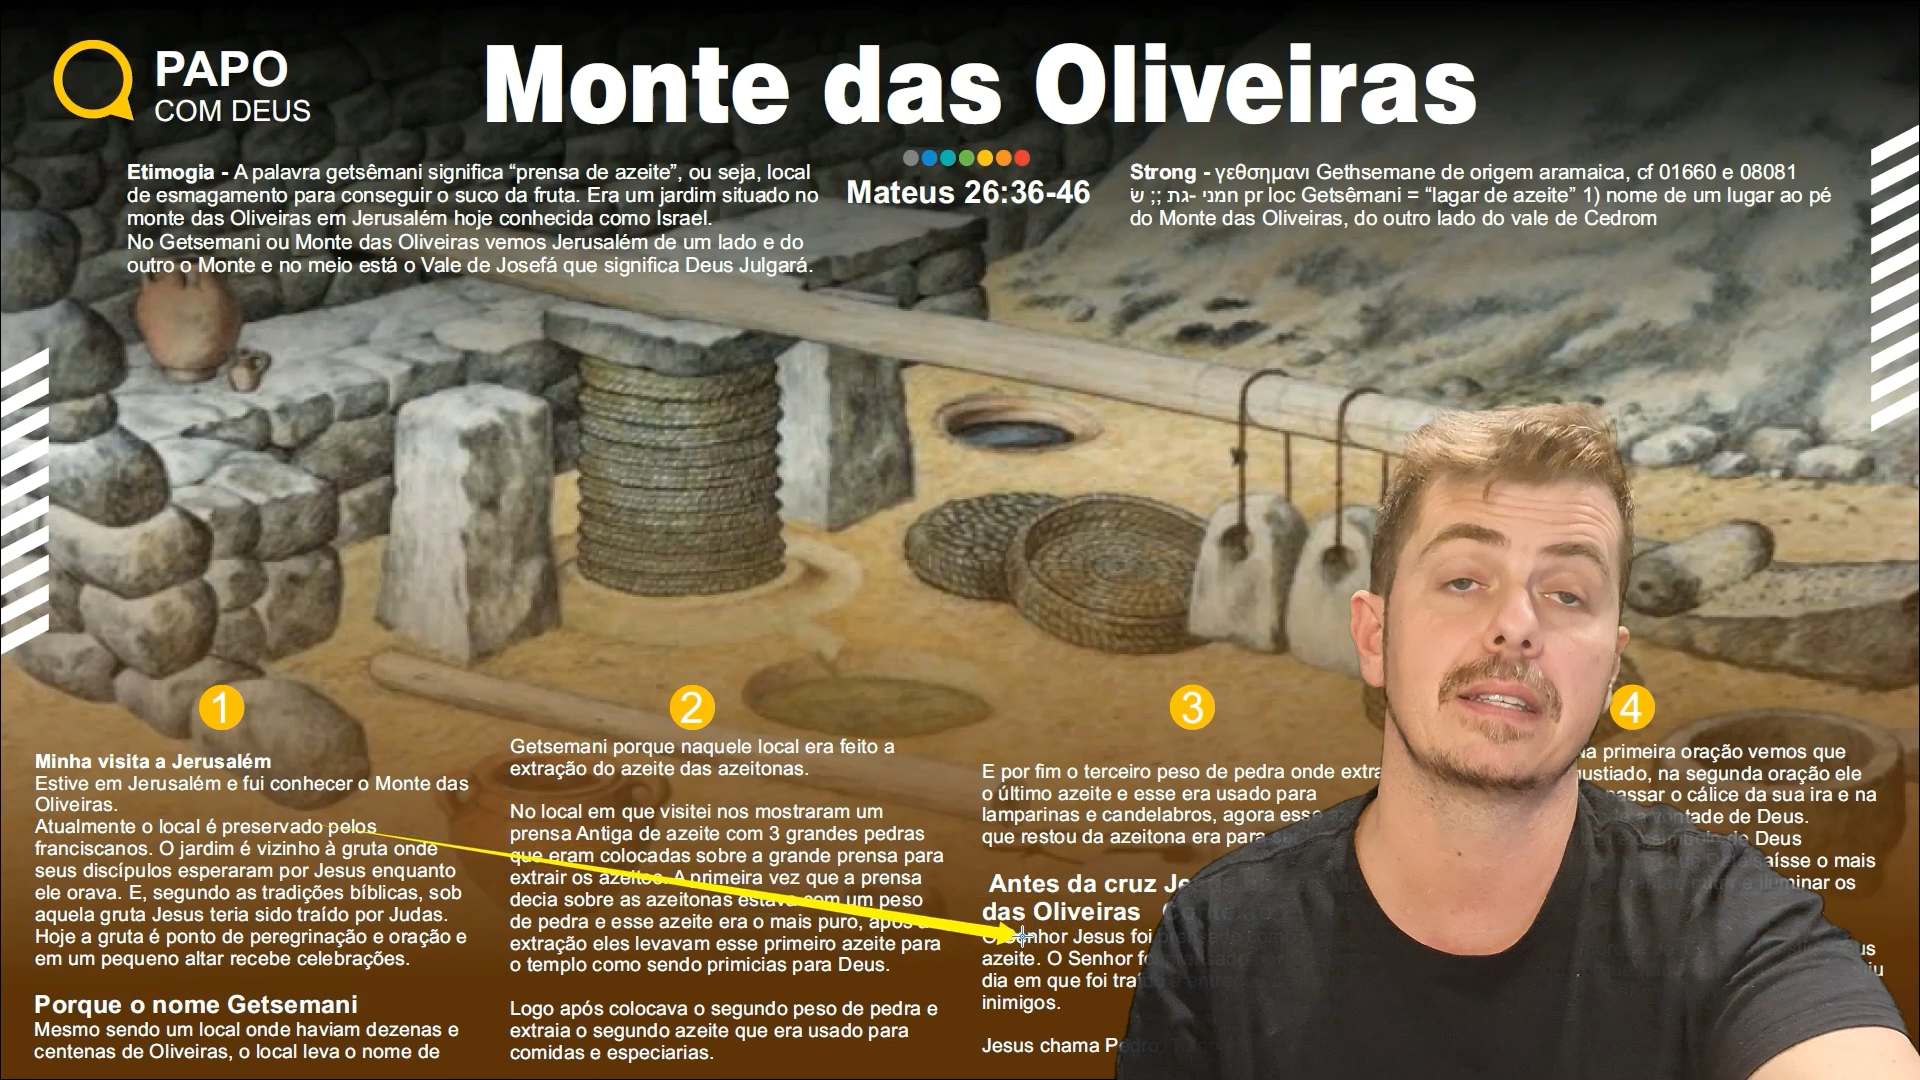 PAPO
COM DEUS
Monte das Oliveiras
Etimogia - A palavra getsêmani significa “prensa de azeite”, ou seja, local
de esmagamento para conseguir o suco da fruta. Era um jardim situado no
monte das Oliveiras em Jerusalém hoje conhecida como Israel.
No Getsemani ou Monte das Oliveiras vemos Jerusalém de um lado e do
outro o Monte e no meio está o Vale de Josefá que significa Deus Julgará.
Mateus 26:36-46
Strong - γεθσημανι Gethsemane de origem aramaica, cf 01660 e 08081
;; pr loc Getsêmani = “lagar de azeite” 1) nome de um lugar ao pé
do Monte das Oliveiras, do outro lado do vale de Cedrom
1
Minha visita a Jerusalém
Estive em Jerusalém e fui conhecer o Monte das
Oliveiras.
Atualmente o local é preservado pelos
franciscanos. O jardim é vizinho à gruta onde
seus discípulos esperaram por Jesus enquanto
ele orava. E, segundo as tradições bíblicas, sob
aquela gruta Jesus teria sido traído por Judas.
Hoje a gruta é ponto de peregrinação e oração e
em um pequeno altar recebe celebrações.
Porque o nome Getsemani
Mesmo sendo um local onde haviam dezenas e
centenas de Oliveiras, o local leva o nome de
2
Getsemani porque naquele local era feito a
extração do azeite das azeitonas.
No local em que visitei nos mostraram um
prensa Antiga de azeite com 3 grandes pedras
que eram colocadas sobre a grande prensa para
extrair os azeites. A primeira vez que a prensa
decia sobre as azeitonas estava com um peso
de pedra e esse azeite era o mais puro, após a
extração eles levavam esse primeiro azeite para
o templo como sendo primicias para Deus.
Logo após colocava o segundo peso de pedra e
extraia o segundo azeite que era usado para
comidas e especiarias.
3
E por fim o terceiro peso de pedra onde
o último azeite e esse era usado para
lamparinas e candelabros, agora esse
que restou da azeitona era para
Antes da cruz
das Oliveiras
Senhor Jesus foi
azeite. O Senhor
dia em que foi
inimigos.
Jesus chama
4
Na primeira oração vemos que
na segunda oração ele
passar o cálice da sua ira e na
vontade de Deus.
Deus
saísse o mais
iluminar os